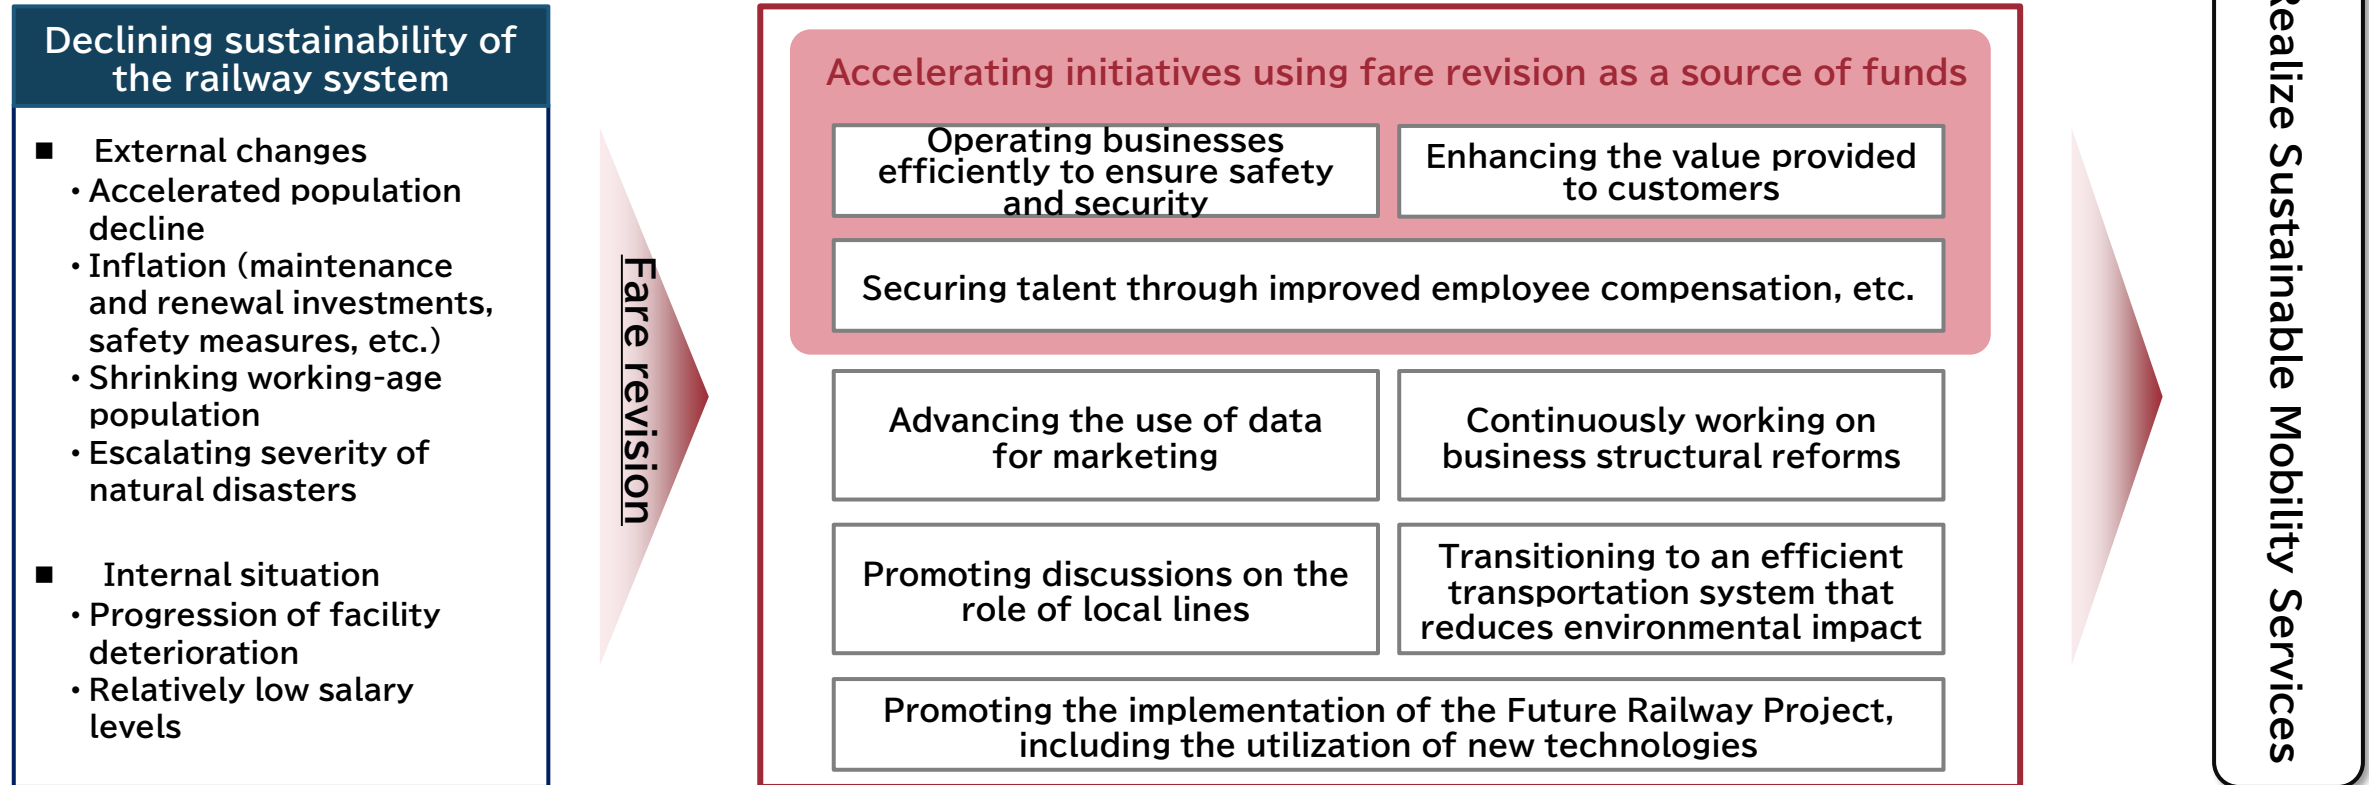 Declining sustainability of
the railway system
■ External changes
・Accelerated population
decline
・Inflation (maintenance
and renewal investments,
safety measures, etc.)
・Shrinking working-age
population
・Escalating severity of
natural disasters
■ Internal situation
・Progression of facility
deterioration
・Relatively low salary
levels
Fare revision
Accelerating initiatives using fare revision as a source of funds
Operating businesses
efficiently to ensure safety
and security
Enhancing the value provided
to customers
Securing talent through improved employee compensation, etc.
Advancing the use of data
for marketing
Continuously working on
business structural reforms
Promoting discussions on the
role of local lines
Transitioning to an efficient
transportation system that
reduces environmental impact
Promoting the implementation of the Future Railway Project,
including the utilization of new technologies
Realize Sustainable Mobility Services